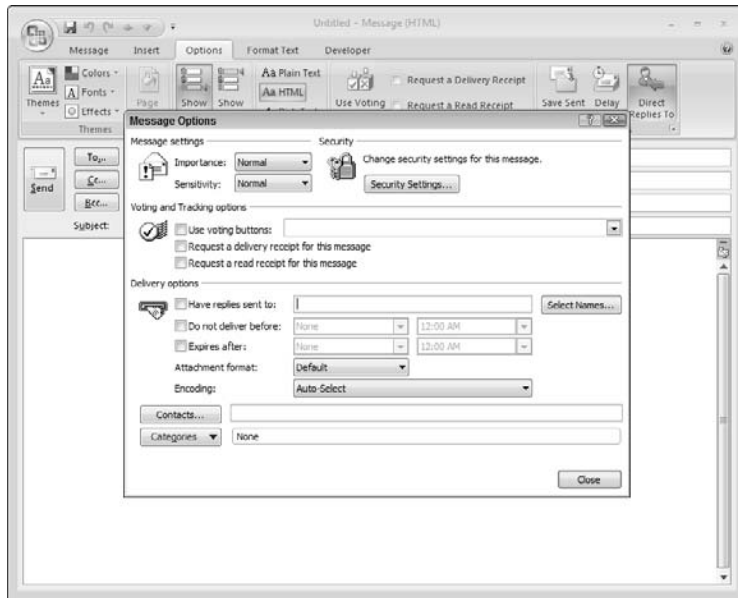 Untitled - Message (HTML)
Message Insert Options Format Text Developer
Colors Aa Plain Text
Request a Delivery Receipt
Fonts Aa HTML
Themes Effects Page Show Show Use Voting Request a Read Receipt Save Sent Delay Direct
Replies To
Themes
Message Options
Message settings Security
Importance: Normal Change security settings for this message.
Sensitivity: Normal Security Settings...
Send
To...
Cc...
Bcc...
Subject:
Voting and Tracking options
Use voting buttons:
Request a delivery receipt for this message
Request a read receipt for this message
Delivery options
Have replies sent to: Select Names...
Do not deliver before: None 12:00 AM
Expires after: None 12:00 AM
Attachment format: Default
Encoding: Auto-Select
Contacts...
Categories None
Close